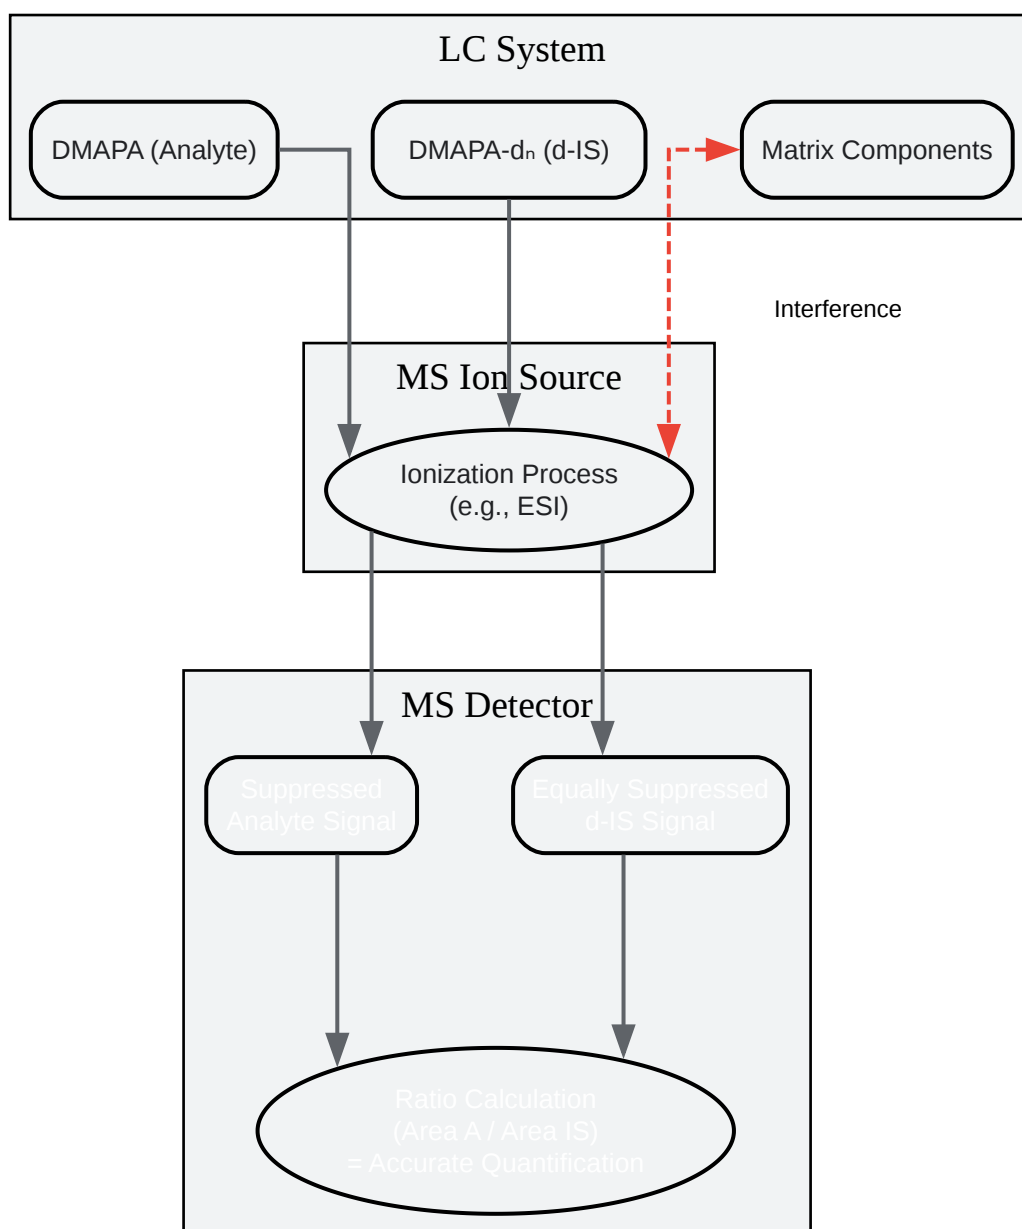 LC System
DMAPA (Analyte)
DMAPA-dₙ (d-IS)
Matrix Components
Interference
MS Ion Source
Ionization Process
(e.g., ESI)
MS Detector
Suppressed
Analyte Signal
Equally Suppressed
d-IS Signal
Ratio Calculation
(Area A / Area IS)
= Accurate Quantification